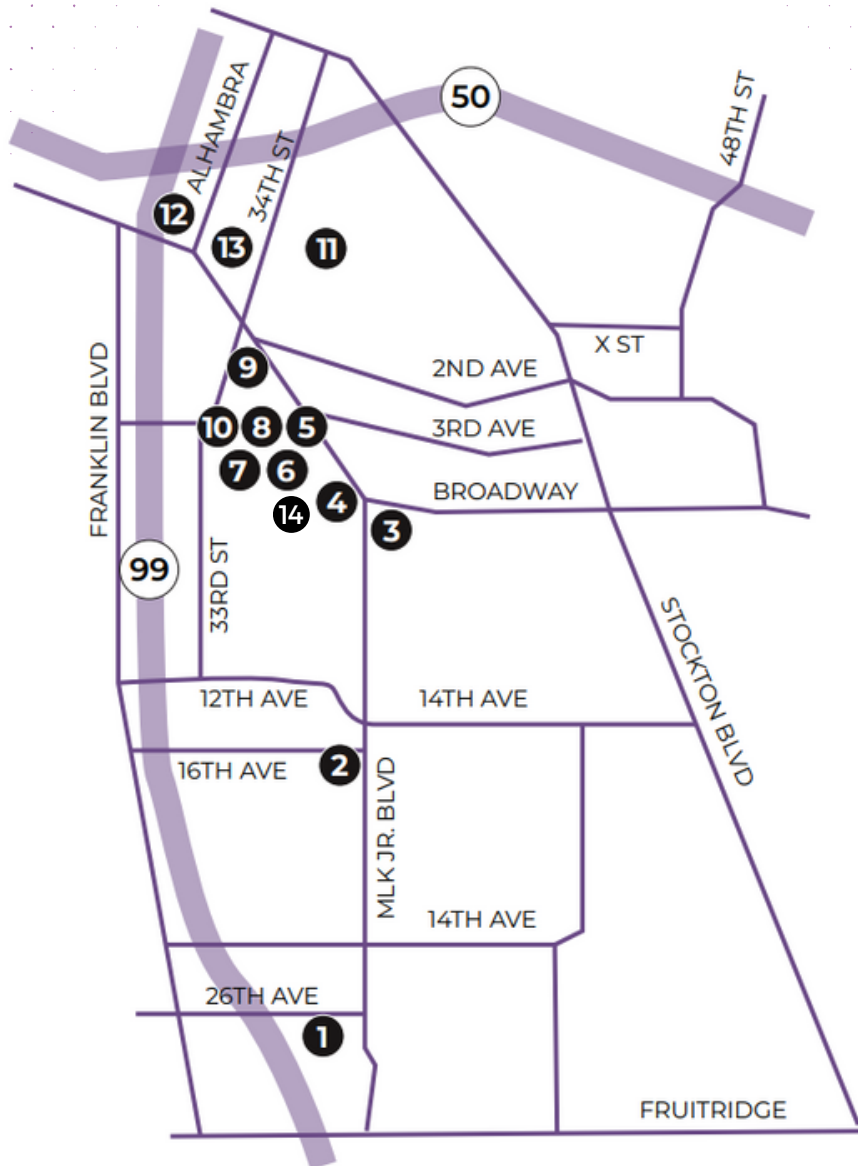 50
48TH ST
ALHAMBRA
34TH ST
12
13
11
X ST
9
2ND AVE
FRANKLIN BLVD
10
8
5
3RD AVE
7
6
BROADWAY
14
4
3
99
33RD ST
STOCKTON BLVD
12TH AVE
14TH AVE
16TH AVE
2
MLK JR. BLVD
14TH AVE
26TH AVE
1
FRUITRIDGE